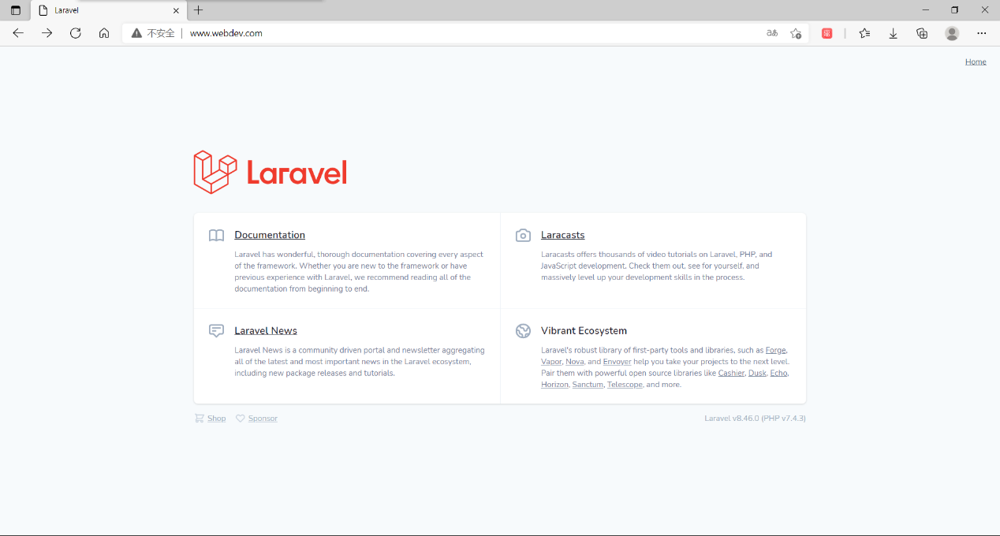 Laravel
不安全 www.webdev.com
Home
Laravel
Documentation
Laravel has wonderful, thorough documentation covering every aspect
of the framework. Whether you are new to the framework or have
previous experience with Laravel, we recommend reading all of the
documentation from beginning to end.
Laracasts
Laracasts offers thousands of video tutorials on Laravel, PHP, and
JavaScript development. Check them out, see for yourself, and
massively level up your development skills in the process.
Laravel News
Laravel News is a community driven portal and newsletter aggregating
all of the latest and most important news in the Laravel ecosystem,
including new package releases and tutorials.
Vibrant Ecosystem
Laravel's robust library of first-party tools and libraries, such as Forge,
Vapor, Nova, and Envoyer help you take your projects to the next level.
Pair them with powerful open source libraries like Cashier, Dusk, Echo,
Horizon, Sanctum, Telescope, and more.
Shop Sponsor
Laravel v8.46.0 (PHP v7.4.3)